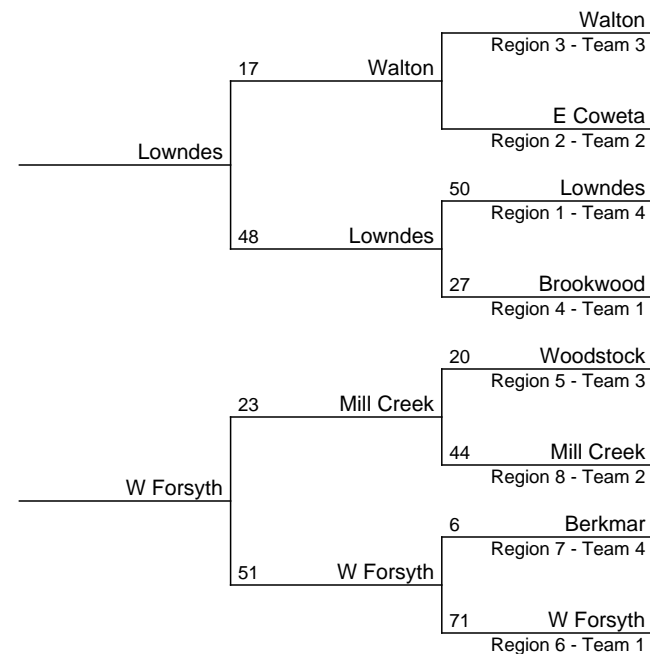 Walton
Region 3 - Team 3
17 Walton
E Coweta
Region 2 - Team 2
Lowndes
50 Lowndes
Region 1 - Team 4
48 Lowndes
27 Brookwood
Region 4 - Team 1
20 Woodstock
Region 5 - Team 3
23 Mill Creek
44 Mill Creek
Region 8 - Team 2
W Forsyth
6 Berkmar
Region 7 - Team 4
51 W Forsyth
71 W Forsyth
Region 6 - Team 1